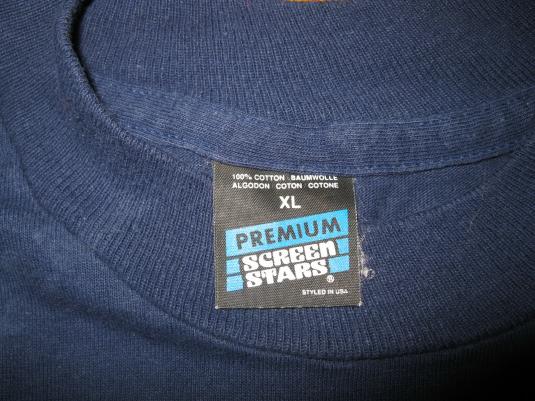 100% COTTON · BAUMWOLLE
ALGODON · COTON · COTONE
XL
PREMIUM
SCREEN
STARS
®
STYLED IN USA